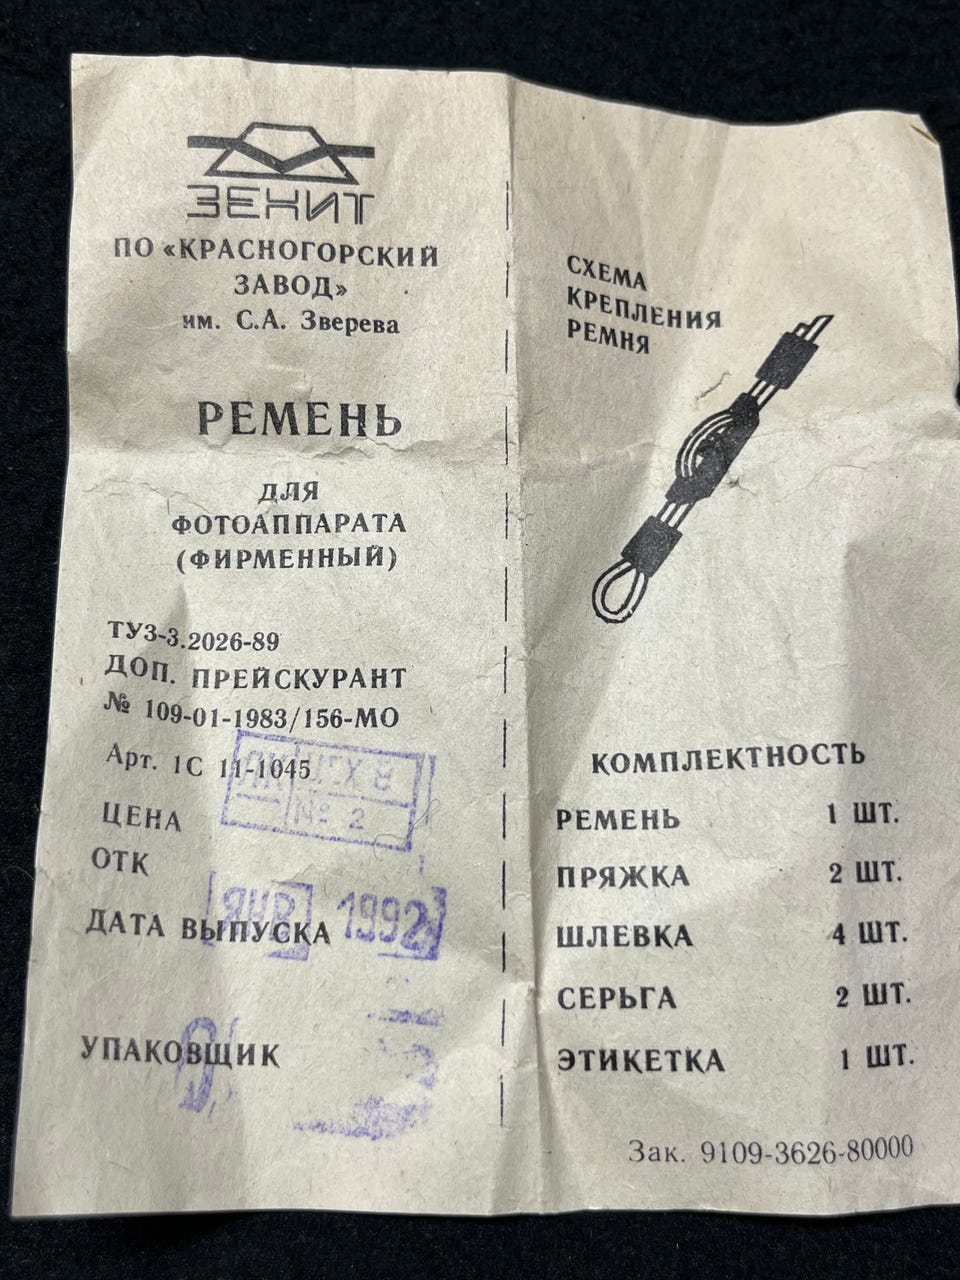 ЗЕНИТ
ПО «КРАСНОГОРСКИЙ
ЗАВОД»
им. С.А. Зверева
РЕМЕНЬ
ДЛЯ
ФОТОАППАРАТА
(ФИРМЕННЫЙ)
ТУ3-3.2026-89
ДОП. ПРЕЙСКУРАНТ
№ 109-01-1983/156-МО
Арт. 1С 11-1045
ЦЕХ 8
№ 2
ЦЕНА
ОТК
ЯНВ 1992
ДАТА ВЫПУСКА
УПАКОВЩИК
СХЕМА
КРЕПЛЕНИЯ
РЕМНЯ
КОМПЛЕКТНОСТЬ
РЕМЕНЬ 1 ШТ.
ПРЯЖКА 2 ШТ.
ШЛЕВКА 4 ШТ.
СЕРЬГА 2 ШТ.
ЭТИКЕТКА 1 ШТ.
Зак. 9109-3626-80000